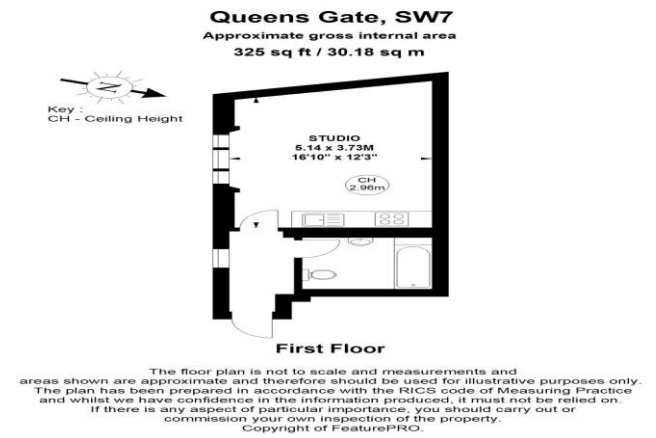 Queens Gate, SW7
Approximate gross internal area
325 sq ft / 30.18 sq m
N
Key :
CH - Ceiling Height
STUDIO
5.14 x 3.73M
16'10" x 12'3"
CH
2.96m
First Floor
The floor plan is not to scale and measurements and
areas shown are approximate and therefore should be used for illustrative purposes only.
The plan has been prepared in accordance with the RICS code of Measuring Practice
and whilst we have confidence in the information produced, it must not be relied on.
If there is any aspect of particular importance, you should carry out or
commission your own inspection of the property.
Copyright of FeaturePRO.